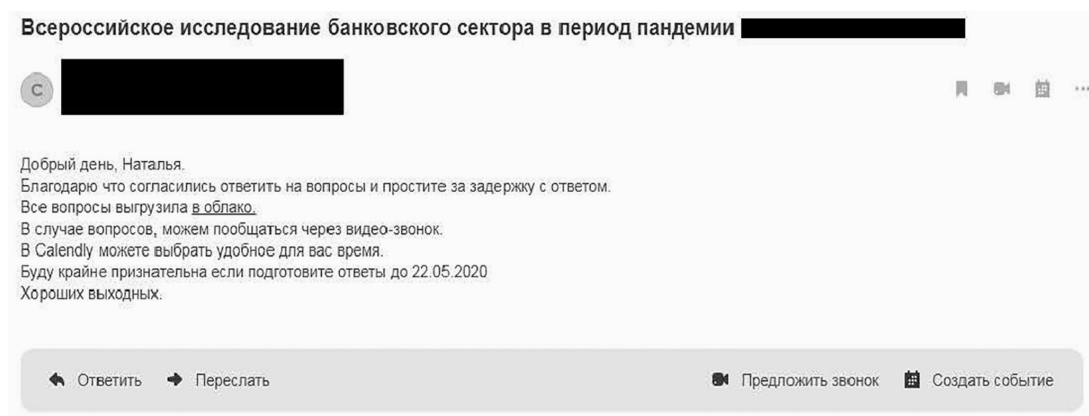 Всероссийское исследование банковского сектора в период пандемии
С
Добрый день, Наталья.
Благодарю что согласились ответить на вопросы и простите за задержку с ответом.
Все вопросы выгрузила в облако.
В случае вопросов, можем пообщаться через видео-звонок.
В Calendly можете выбрать удобное для вас время.
Буду крайне признательна если подготовите ответы до 22.05.2020
Хороших выходных.
Ответить Переслать Предложить звонок Создать событие